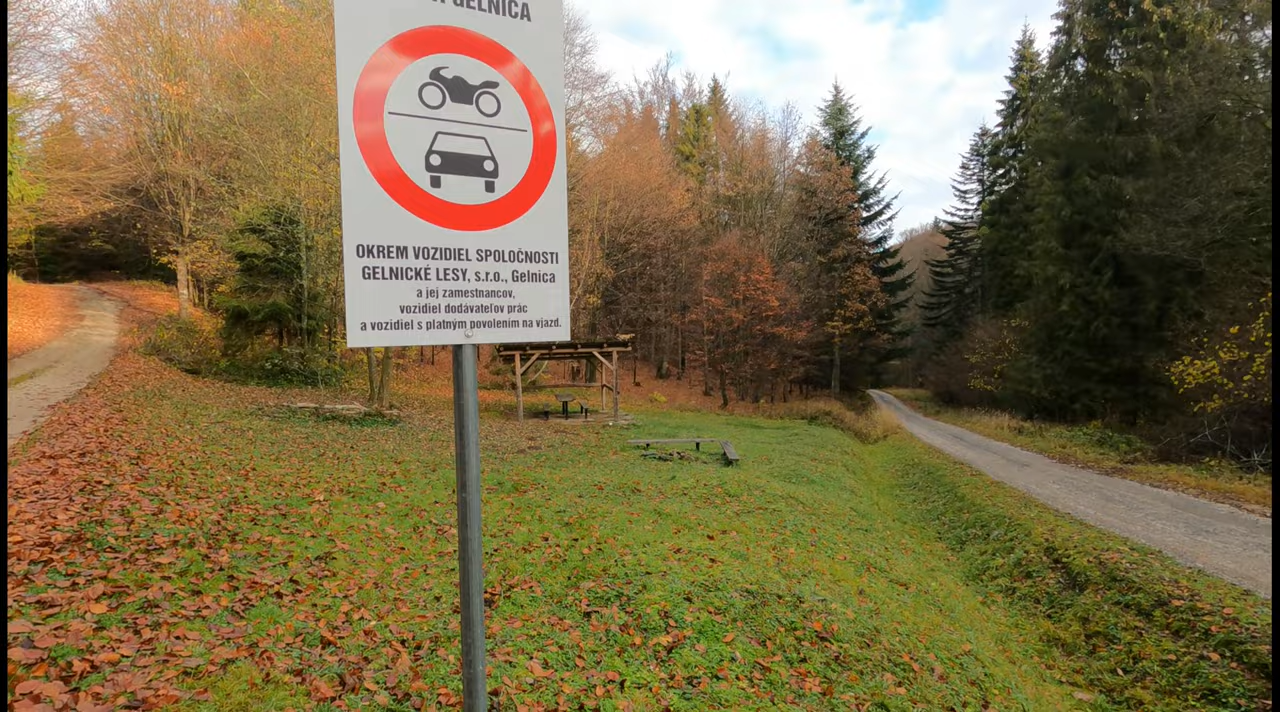 GELNICA
OKREM VOZIDIEL SPOLOČNOSTI
GELNICKÉ LESY, s.r.o., Gelnica
a jej zamestnancov,
vozidiel dodávateľov prác
a vozidiel s platným povolením na vjazd.